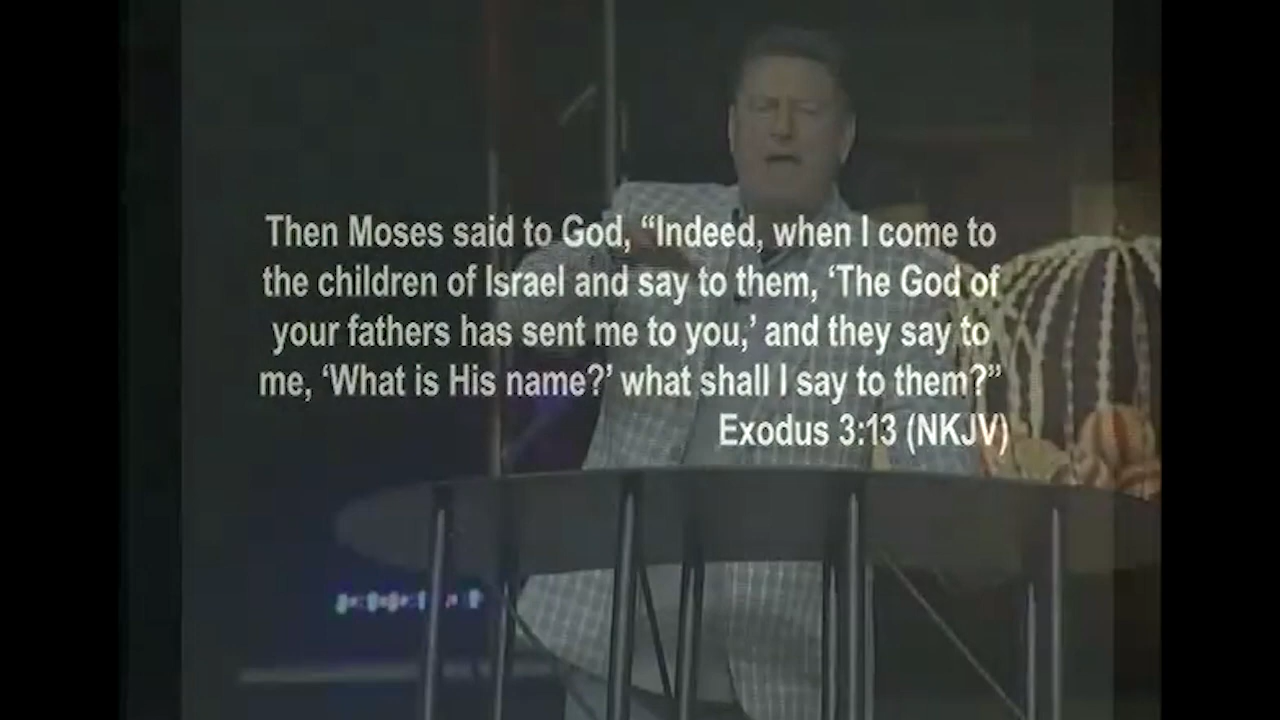 Then Moses said to God, “Indeed, when I come to
the children of Israel and say to them, ‘The God of
your fathers has sent me to you,’ and they say to
me, ‘What is His name?’ what shall I say to them?”
Exodus 3:13 (NKJV)